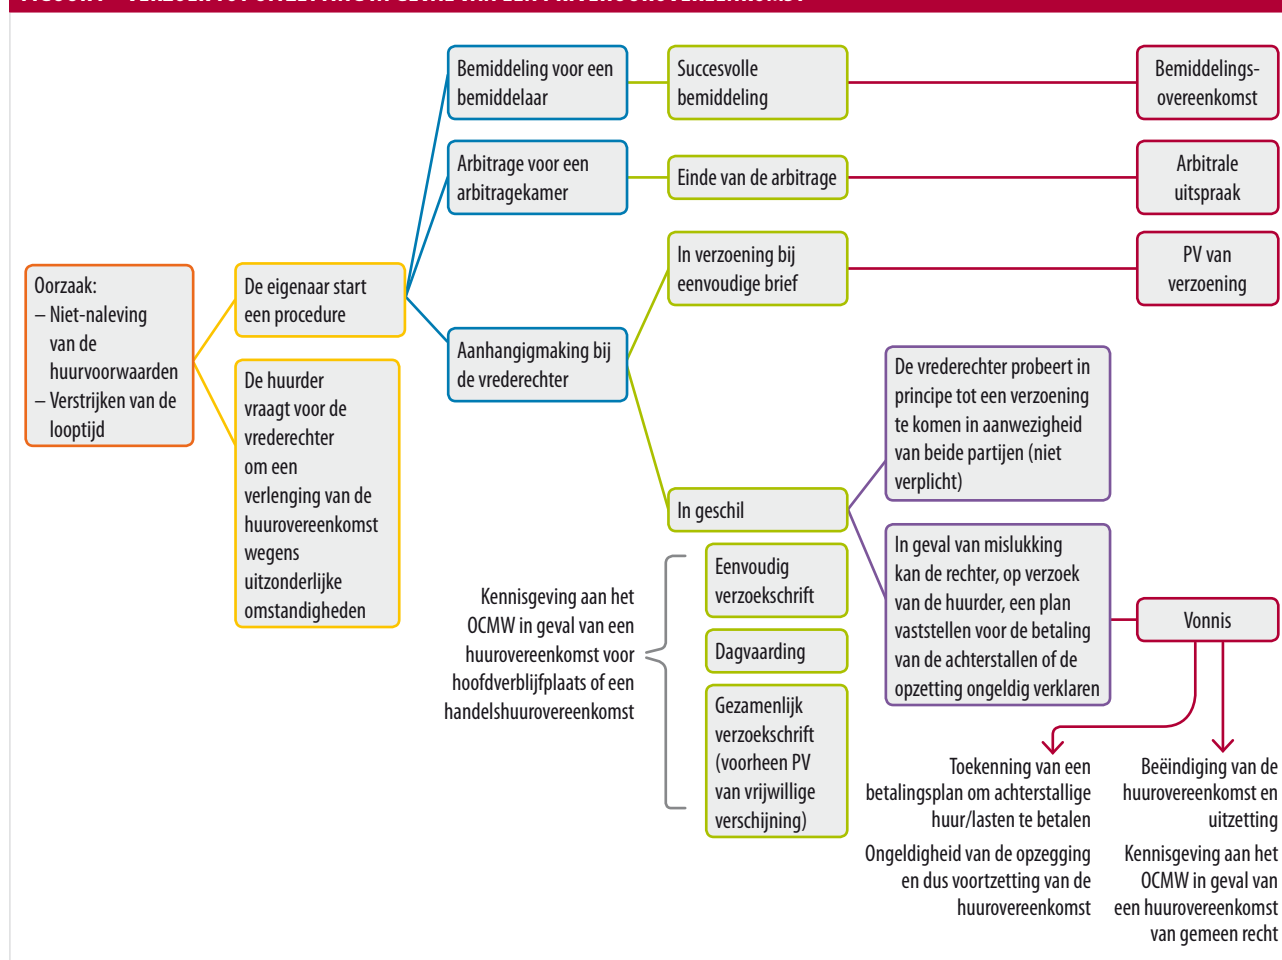 Bemiddeling voor een
bemiddelaar
Succesvolle
bemiddeling
Bemiddelings-
overeenkomst
Arbitrage voor een
arbitragekamer
Einde van de arbitrage
Arbitrale
uitspraak
In verzoening bij
eenvoudige brief
PV van
verzoening
Oorzaak:
– Niet-naleving
van de
huurvoorwaarden
– Verstrijken van de
looptijd
De eigenaar start
een procedure
De huurder
vraagt voor de
vrederechter
om een
verlenging van de
huurovereenkomst
wegens
uitzonderlijke
omstandigheden
Aanhangigmaking bij
de vrederechter
De vrederechter probeert in
principe tot een verzoening
te komen in aanwezigheid
van beide partijen (niet
verplicht)
In geschil
In geval van mislukking
kan de rechter, op verzoek
van de huurder, een plan
vaststellen voor de betaling
van de achterstallen of de
opzetting ongeldig verklaren
Vonnis
Kennisgeving aan het
OCMW in geval van een
huurovereenkomst voor
hoofdverblijfplaats of een
handelshuurovereenkomst
Eenvoudig
verzoekschrift
Dagvaarding
Gezamenlijk
verzoekschrift
(voorheen PV
van vrijwillige
verschijning)
Toekenning van een
betalingsplan om achterstallige
huur/lasten te betalen
Ongeldigheid van de opzegging
en dus voortzetting van de
huurovereenkomst
Beëindiging van de
huurovereenkomst en
uitzetting
Kennisgeving aan het
OCMW in geval van
een huurovereenkomst
van gemeen recht